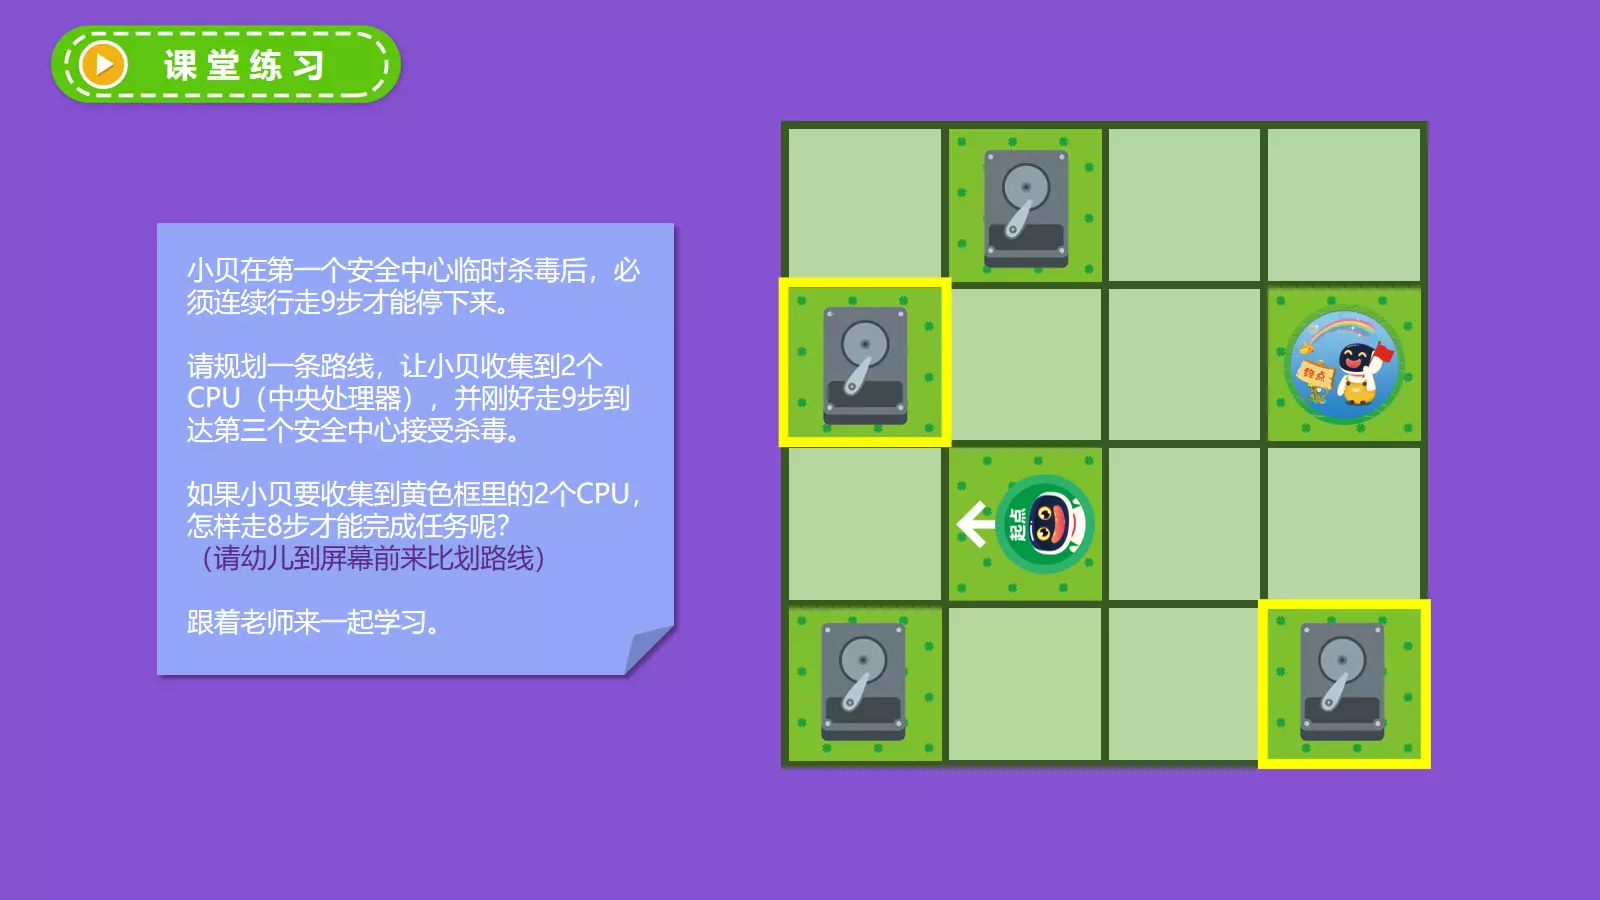 课堂练习
小贝在第一个安全中心临时杀毒后，必
须连续行走9步才能停下来。
请规划一条路线，让小贝收集到2个
CPU（中央处理器），并刚好走9步到
达第三个安全中心接受杀毒。
如果小贝要收集到黄色框里的2个CPU，
怎样走8步才能完成任务呢？
（请幼儿到屏幕前来比划路线）
跟着老师来一起学习。
终点
起点